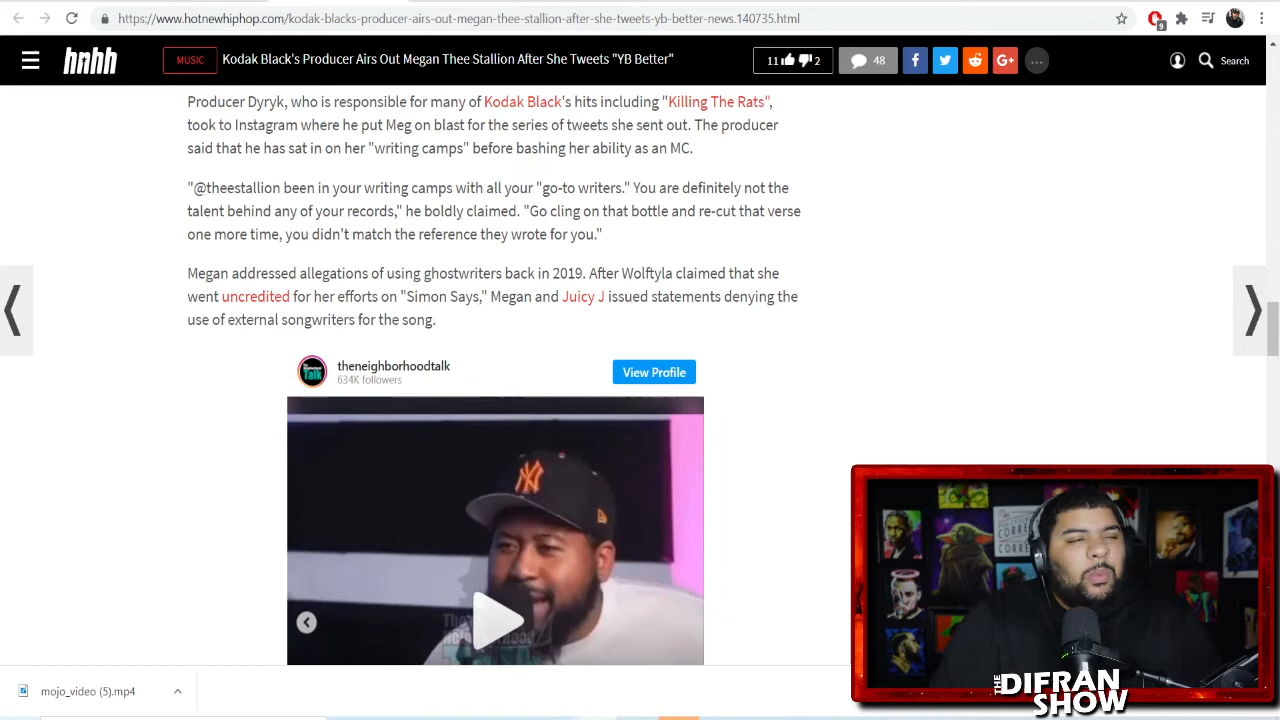 https://www.hotnewhiphop.com/kodak-blacks-producer-airs-out-megan-thee-stallion-after-she-tweets-yb-better-news.140735.html
9
hnhh
MUSIC
Kodak Black's Producer Airs Out Megan Thee Stallion After She Tweets "YB Better"
11 2
48
G+
...
Search
Producer Dyryk, who is responsible for many of Kodak Black's hits including "Killing The Rats",
took to Instagram where he put Meg on blast for the series of tweets she sent out. The producer
said that he has sat in on her "writing camps" before bashing her ability as an MC.
"@theestallion been in your writing camps with all your "go-to writers." You are definitely not the
talent behind any of your records," he boldly claimed. "Go cling on that bottle and re-cut that verse
one more time, you didn't match the reference they wrote for you."
Megan addressed allegations of using ghostwriters back in 2019. After Wolftyla claimed that she
went uncredited for her efforts on "Simon Says," Megan and Juicy J issued statements denying the
use of external songwriters for the song.
theneighborhoodtalk
634K followers
View Profile
mojo_video (5).mp4
THE DIFRAN
SHOW